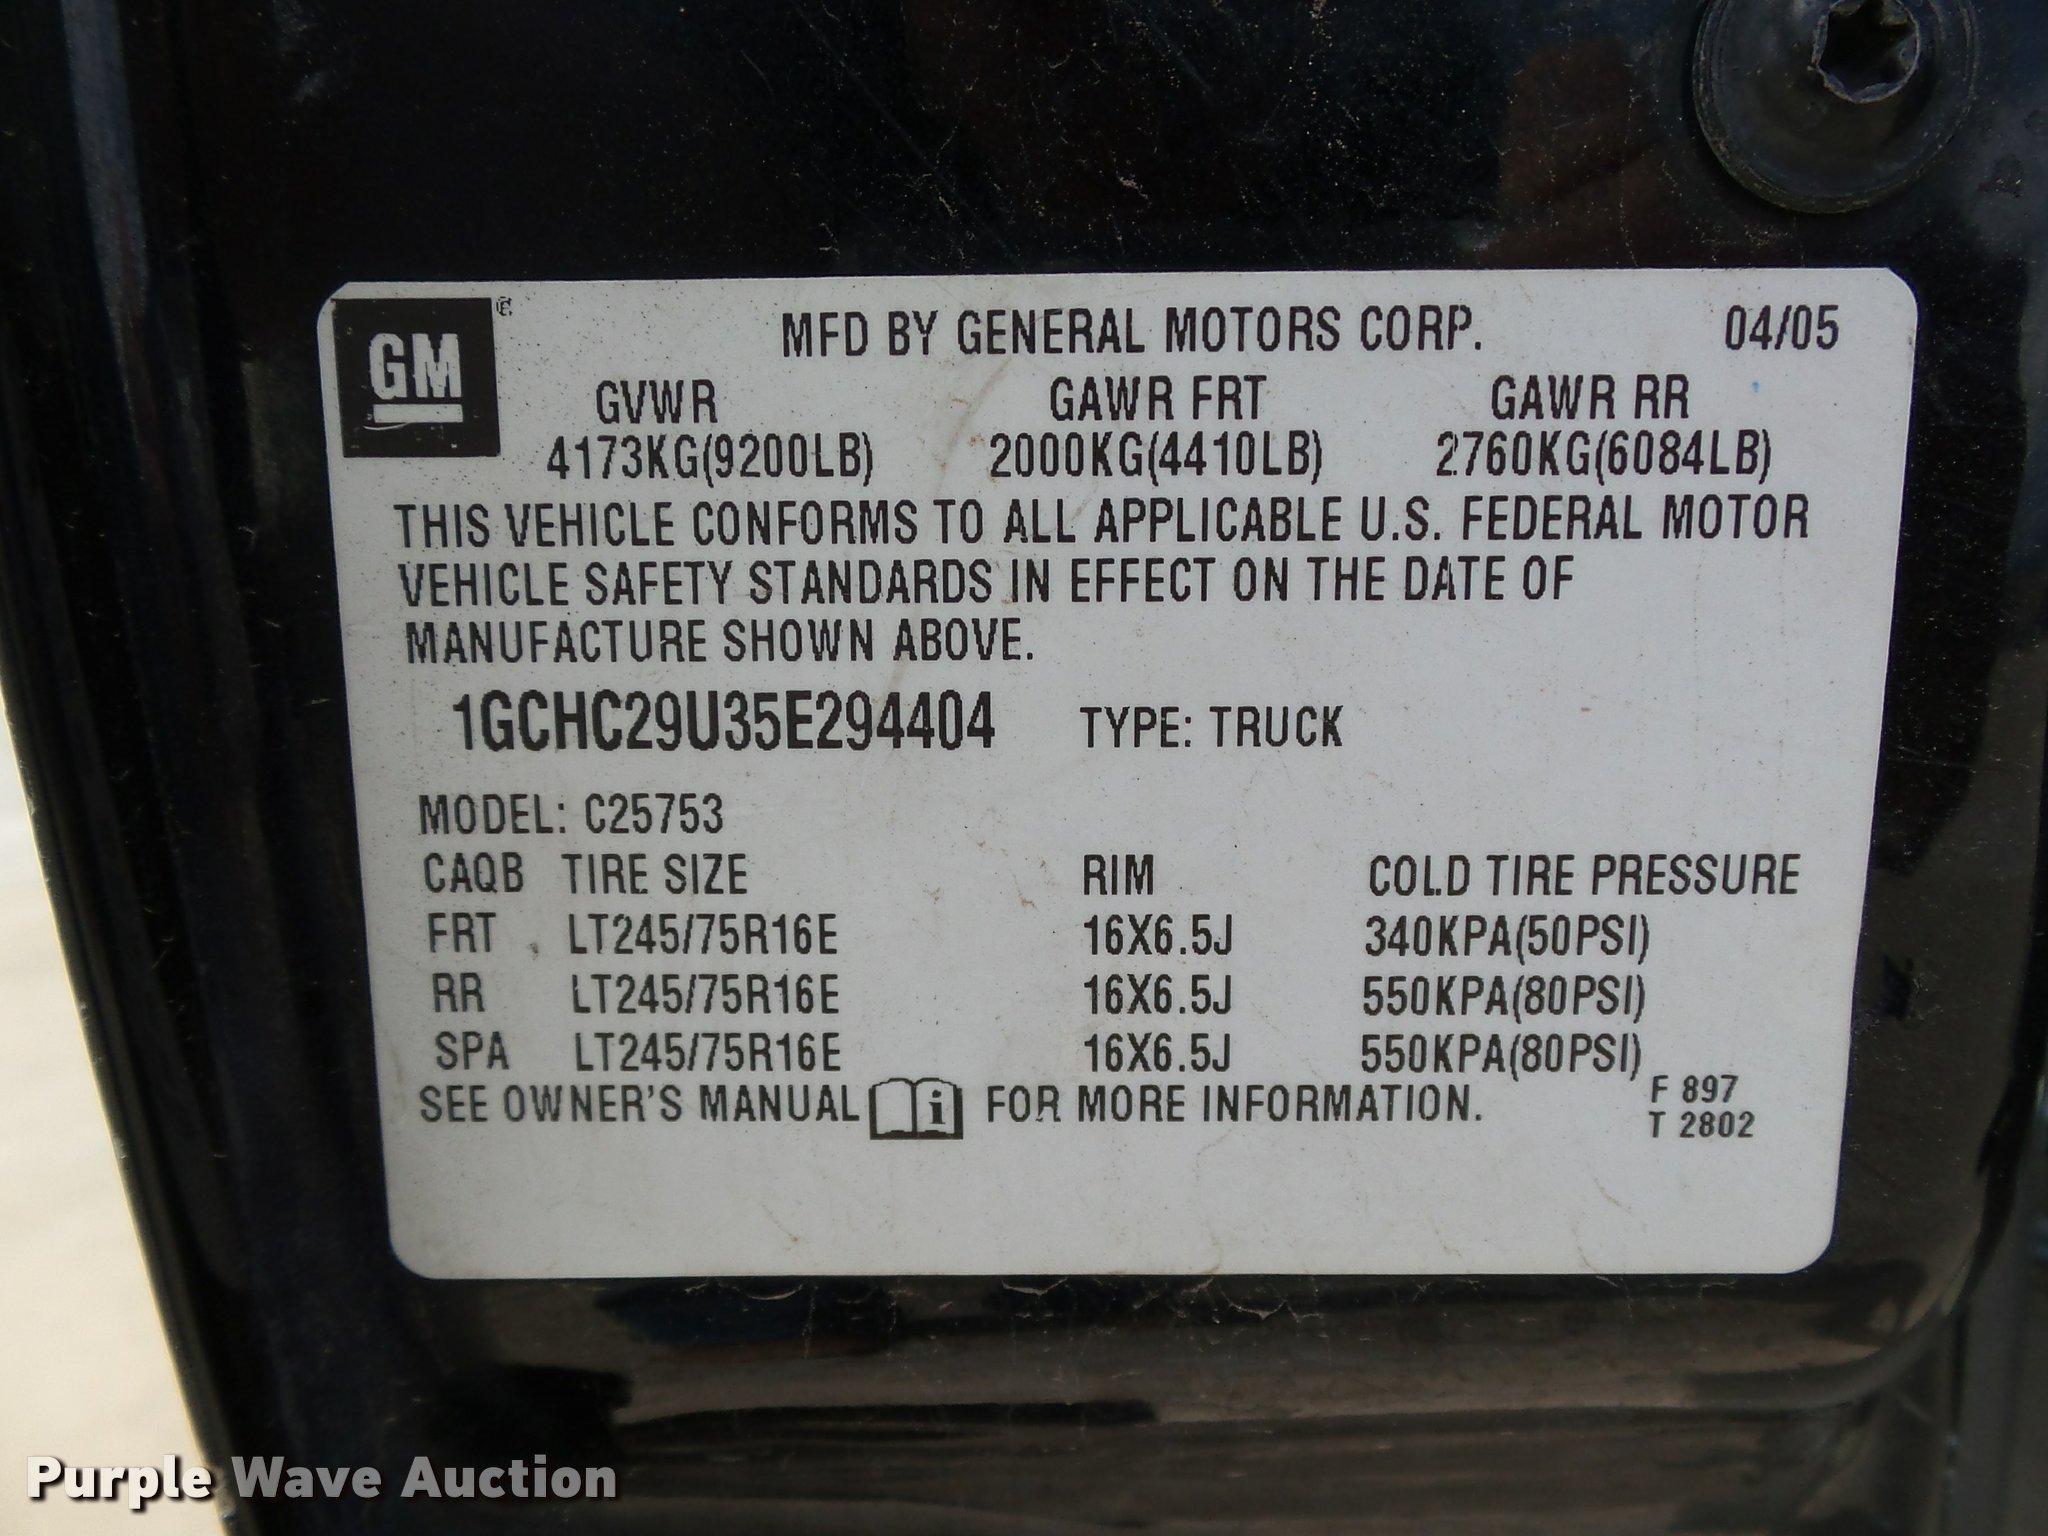 GM ®
MFD BY GENERAL MOTORS CORP. 04/05
GVWR GAWR FRT GAWR RR
4173KG(9200LB) 2000KG(4410LB) 2760KG(6084LB)
THIS VEHICLE CONFORMS TO ALL APPLICABLE U.S. FEDERAL MOTOR
VEHICLE SAFETY STANDARDS IN EFFECT ON THE DATE OF
MANUFACTURE SHOWN ABOVE.
1GCHC29U35E294404 TYPE: TRUCK
MODEL: C25753
CAQB TIRE SIZE RIM COLD TIRE PRESSURE
FRT LT245/75R16E 16X6.5J 340KPA(50PSI)
RR LT245/75R16E 16X6.5J 550KPA(80PSI)
SPA LT245/75R16E 16X6.5J 550KPA(80PSI)
SEE OWNER'S MANUAL i FOR MORE INFORMATION.
F 897
T 2802
Purple Wave Auction